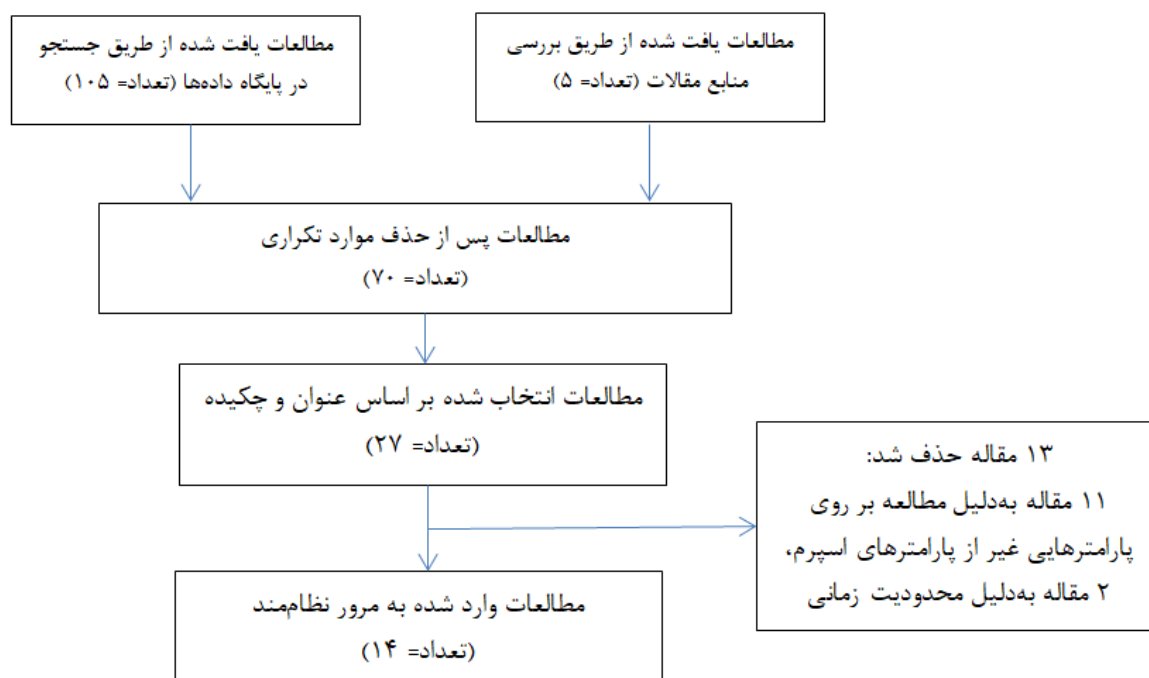 مطالعات یافت شده از طریق بررسی
منابع مقالات (تعداد= ۵)
مطالعات یافت شده از طریق جستجو
در پایگاه داده‌ها (تعداد= ۱۰۵)
مطالعات پس از حذف موارد تکراری
(تعداد= ۷۰)
مطالعات انتخاب شده بر اساس عنوان و چکیده
(تعداد= ۲۷)
۱۳ مقاله حذف شد:
۱۱ مقاله به‌دلیل مطالعه بر روی
پارامترهایی غیر از پارامترهای اسپرم،
۲ مقاله به‌دلیل محدودیت زمانی
مطالعات وارد شده به مرور نظام‌مند
(تعداد= ۱۴)